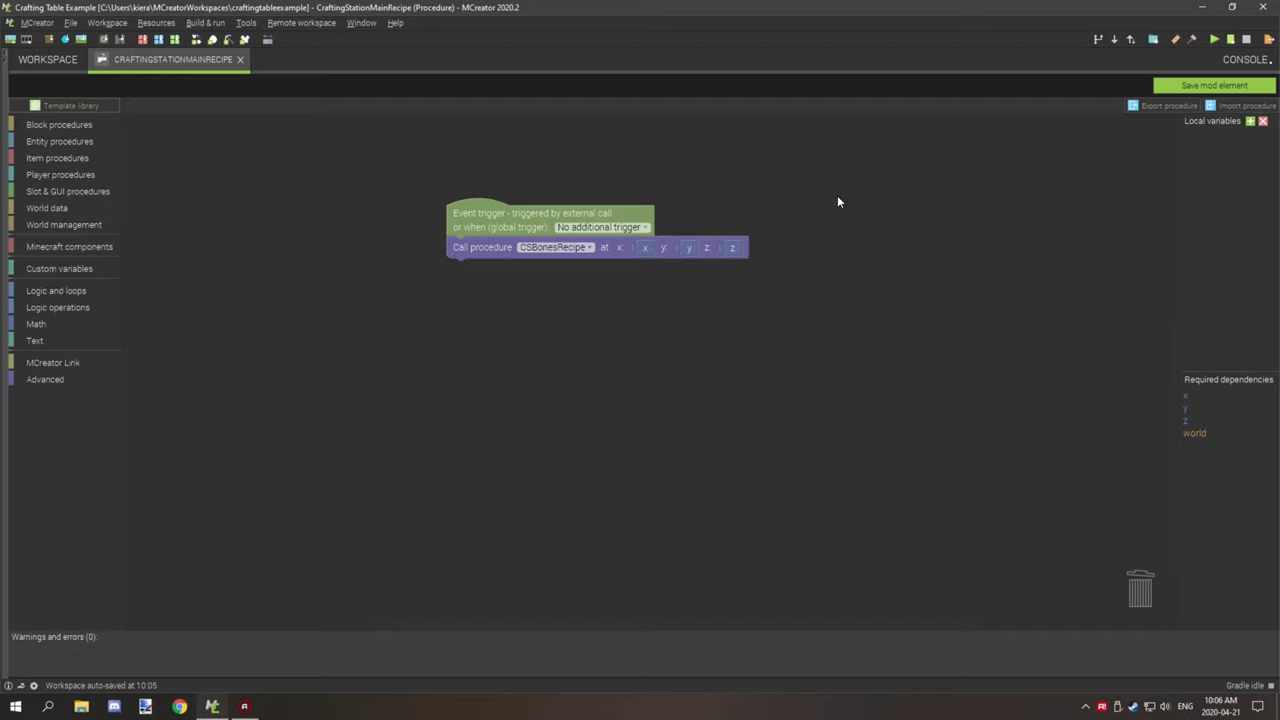 Crafting Table Example [C:\Users\kiera\MCreatorWorkspaces\craftingtableexample] - CraftingStationMainRecipe (Procedure) - MCreator 2020.2
MCreator File Workspace Resources Build & run Tools Remote workspace Window Help
WORKSPACE CRAFTINGSTATIONMAINRECIPE CONSOLE
Save mod element
Template library Export procedure Import procedure
Local variables
Block procedures
Entity procedures
Item procedures
Player procedures
Slot & GUI procedures
World data
World management
Minecraft components
Custom variables
Logic and loops
Logic operations
Math
Text
MCreator Link
Advanced
Event trigger - triggered by external call
or when (global trigger): No additional trigger
Call procedure CSBonesRecipe at x: x y: y z: z
Required dependencies
x
y
z
world
Warnings and errors (0):
Workspace auto-saved at 10:05 Gradle idle
ENG
10:06 AM
2020-04-21